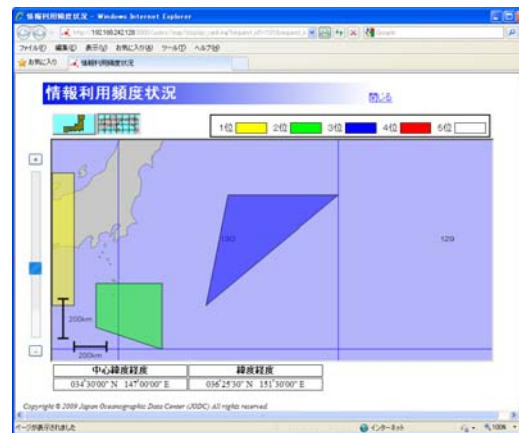 情報利用頻度状況 - Windows Internet Explorer
ファイル(F) 編集(E) 表示(V) お気に入り(A) ツール(T) ヘルプ(H)
お気に入り 情報利用頻度状況
情報利用頻度状況 閉じる
1位 2位 3位 4位 5位
130 129
200km
200km
中心緯度経度 緯度経度
034°30'00" N 147°00'00" E 036°25'30" N 151°30'00" E
Copyright © 2009 Japan Oceanographic Data Center (JODC) All rights reserved.
ページが表示されました インターネット 100%